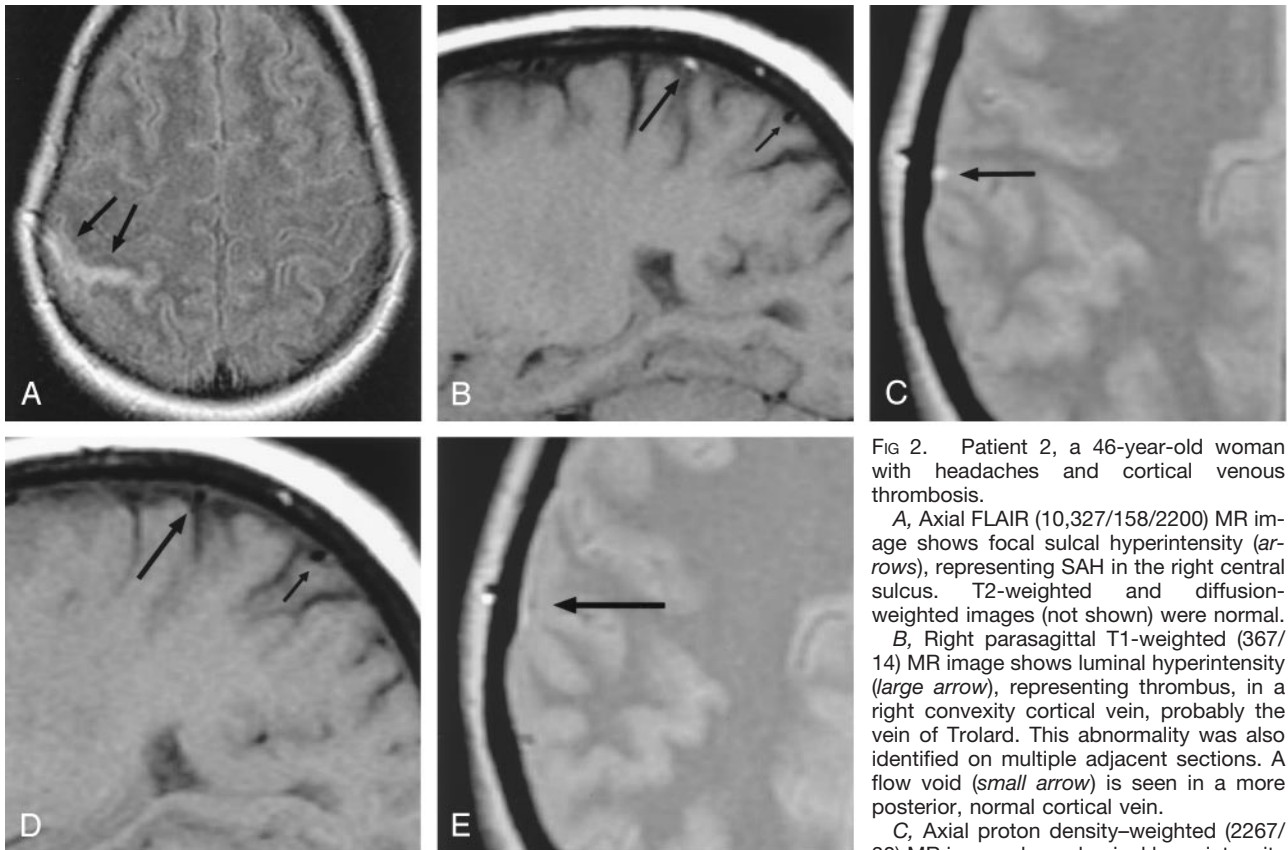 A
B
C
D
E
FIG 2. Patient 2, a 46-year-old woman
with headaches and cortical venous
thrombosis.
A, Axial FLAIR (10,327/158/2200) MR im-
age shows focal sulcal hyperintensity (ar-
rows), representing SAH in the right central
sulcus. T2-weighted and diffusion-
weighted images (not shown) were normal.
B, Right parasagittal T1-weighted (367/
14) MR image shows luminal hyperintensity
(large arrow), representing thrombus, in a
right convexity cortical vein, probably the
vein of Trolard. This abnormality was also
identified on multiple adjacent sections. A
flow void (small arrow) is seen in a more
posterior, normal cortical vein.
C, Axial proton density–weighted (2267/